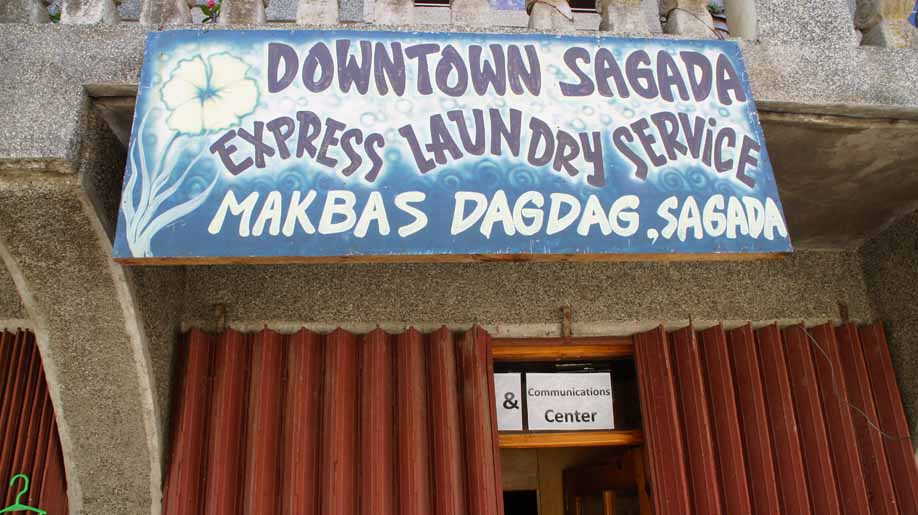 DOWNTOWN SAGADA
EXPRESS LAUNDRY SERVICE
MAKBAS DAGDAG, SAGADA
& Communications
Center